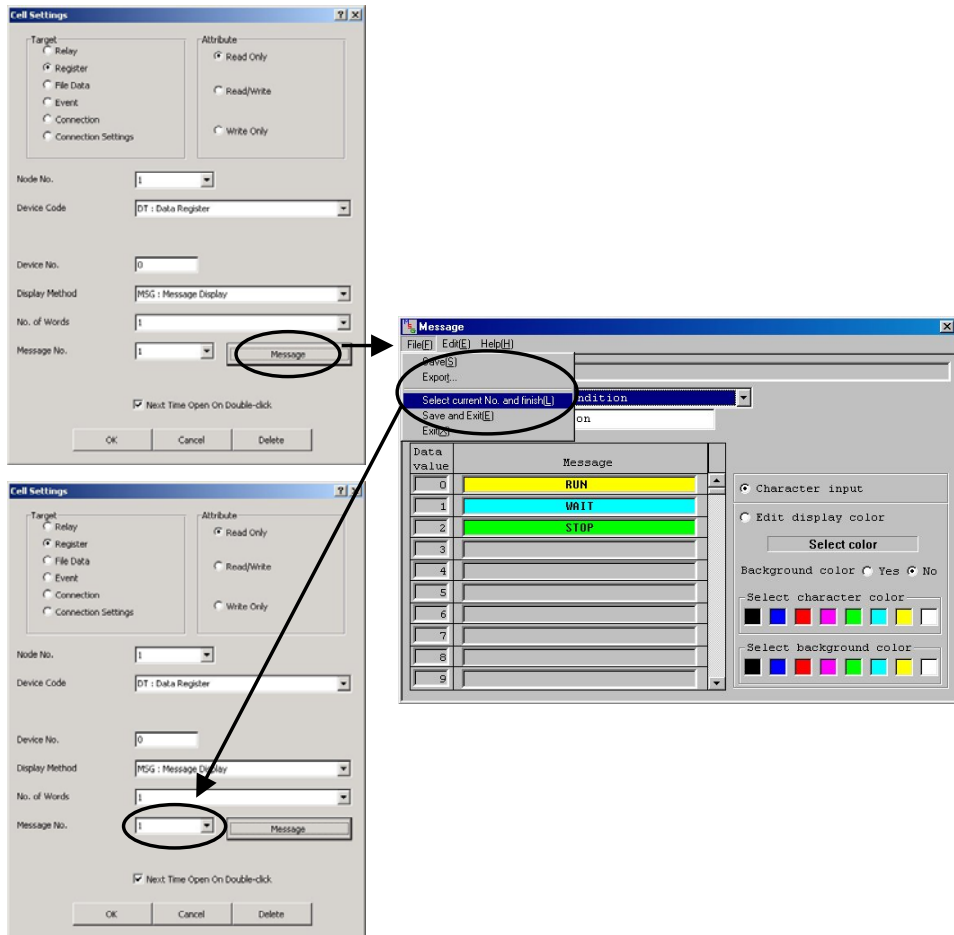 Cell Settings
Target
Relay
Register
File Data
Event
Connection
Connection Settings
Attribute
Read Only
Read/Write
Write Only
Node No. 1
Device Code DT : Data Register
Device No. 0
Display Method MSG : Message Display
No. of Words 1
Message No. 1 Message
Next Time Open On Double-click
OK Cancel Delete
Message
File(F) Edit(E) Help(H)
Save(S)
Export...
Select current No. and finish(L)
Save and Exit(E)
Exit(X)
ndition
on
Data value Message
0 RUN
1 WAIT
2 STOP
3
4
5
6
7
8
9
Character input
Edit display color
Select color
Background color Yes No
Select character color
Select background color
Cell Settings
Target
Relay
Register
File Data
Event
Connection
Connection Settings
Attribute
Read Only
Read/Write
Write Only
Node No. 1
Device Code DT : Data Register
Device No. 0
Display Method MSG : Message Display
No. of Words 1
Message No. 1 Message
Next Time Open On Double-click
OK Cancel Delete